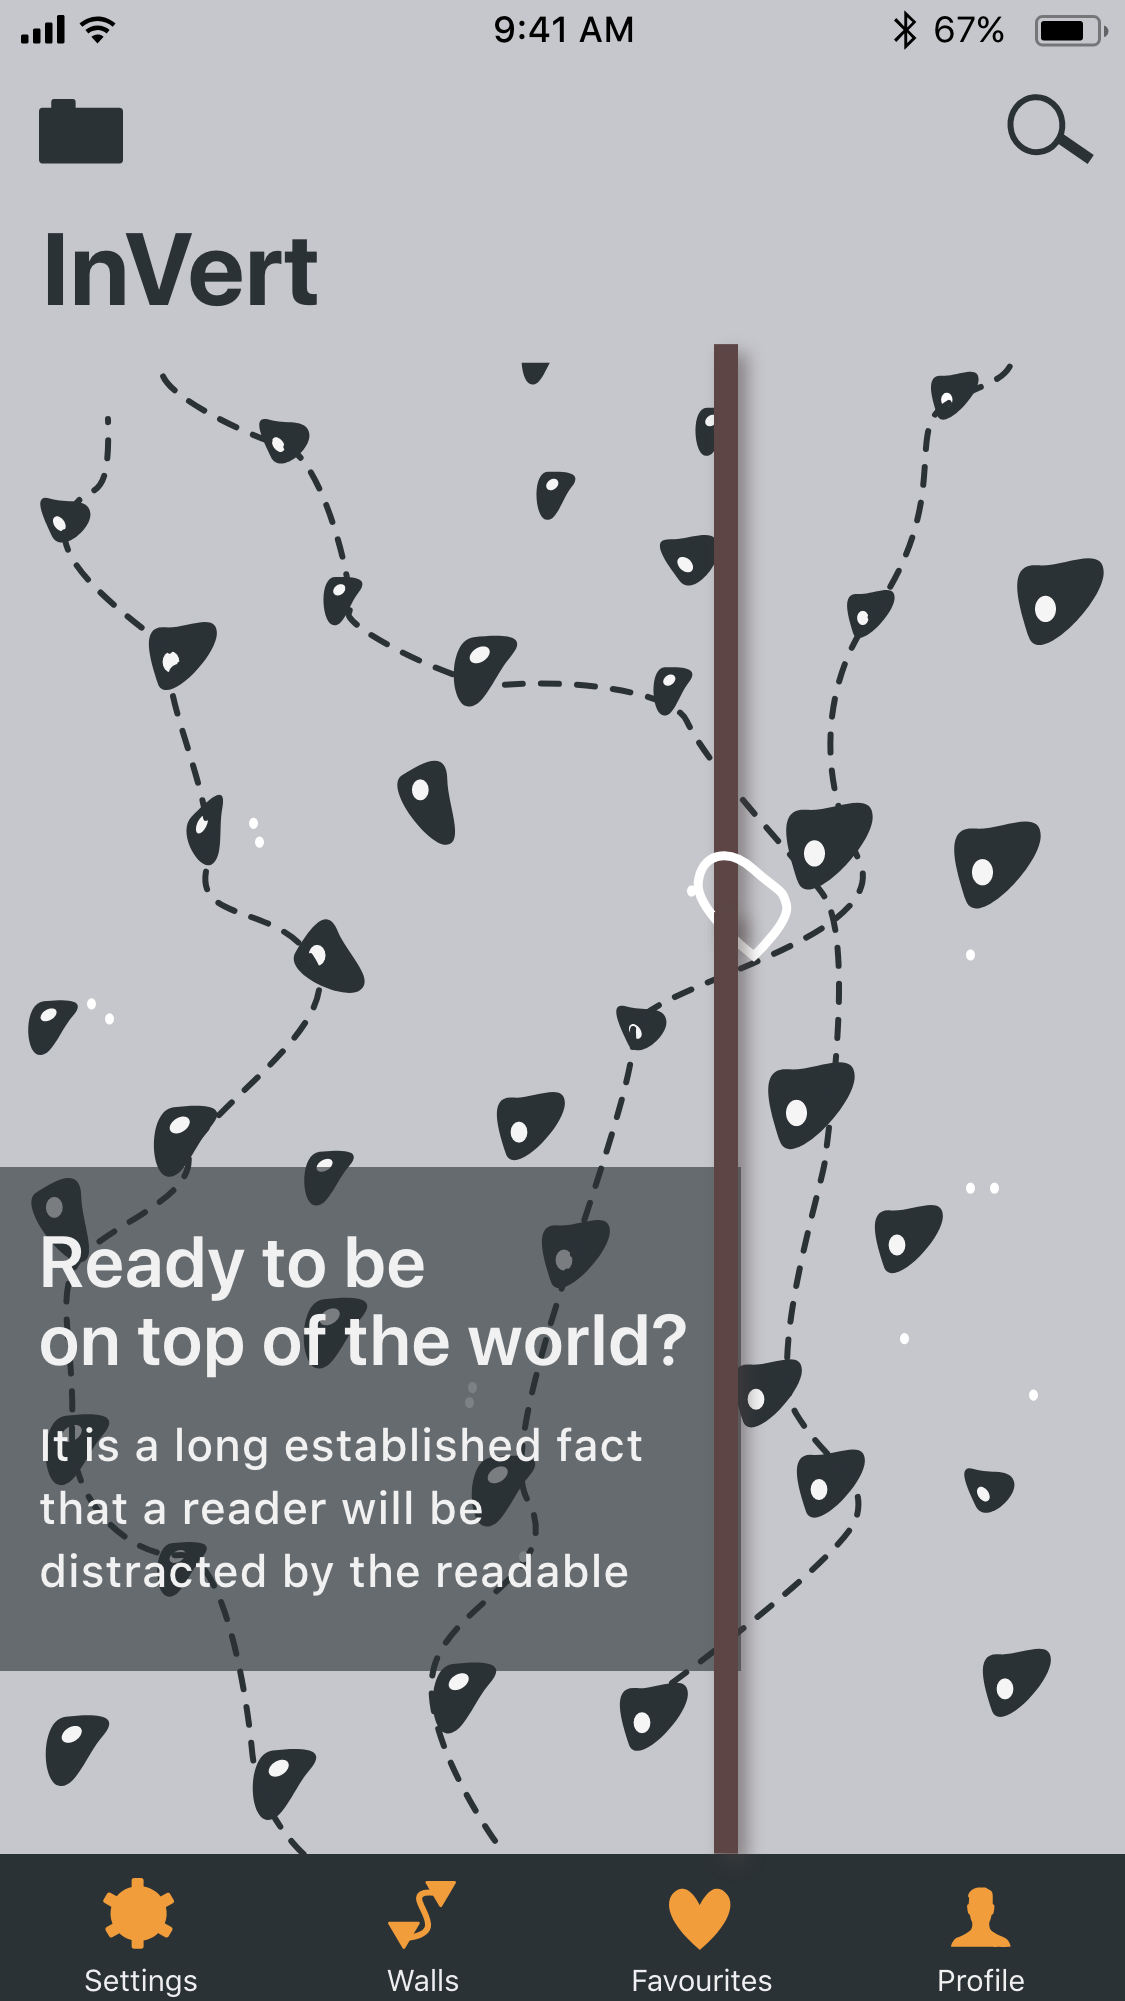 9:41 AM
67%
InVert
Ready to be
on top of the world?
It is a long established fact
that a reader will be
distracted by the readable
Settings
Walls
Favourites
Profile